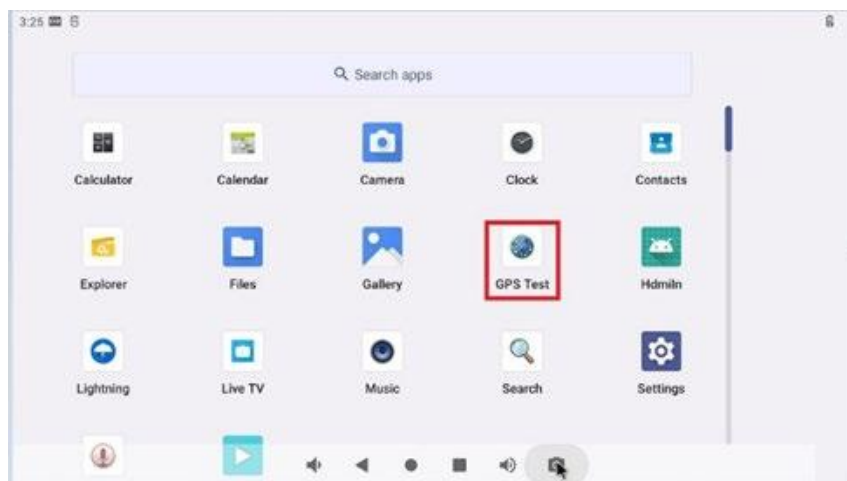 3:25
Search apps
Calculator Calendar Camera Clock Contacts
Explorer Files Gallery GPS Test HdmiIn
Lightning Live TV Music Search Settings